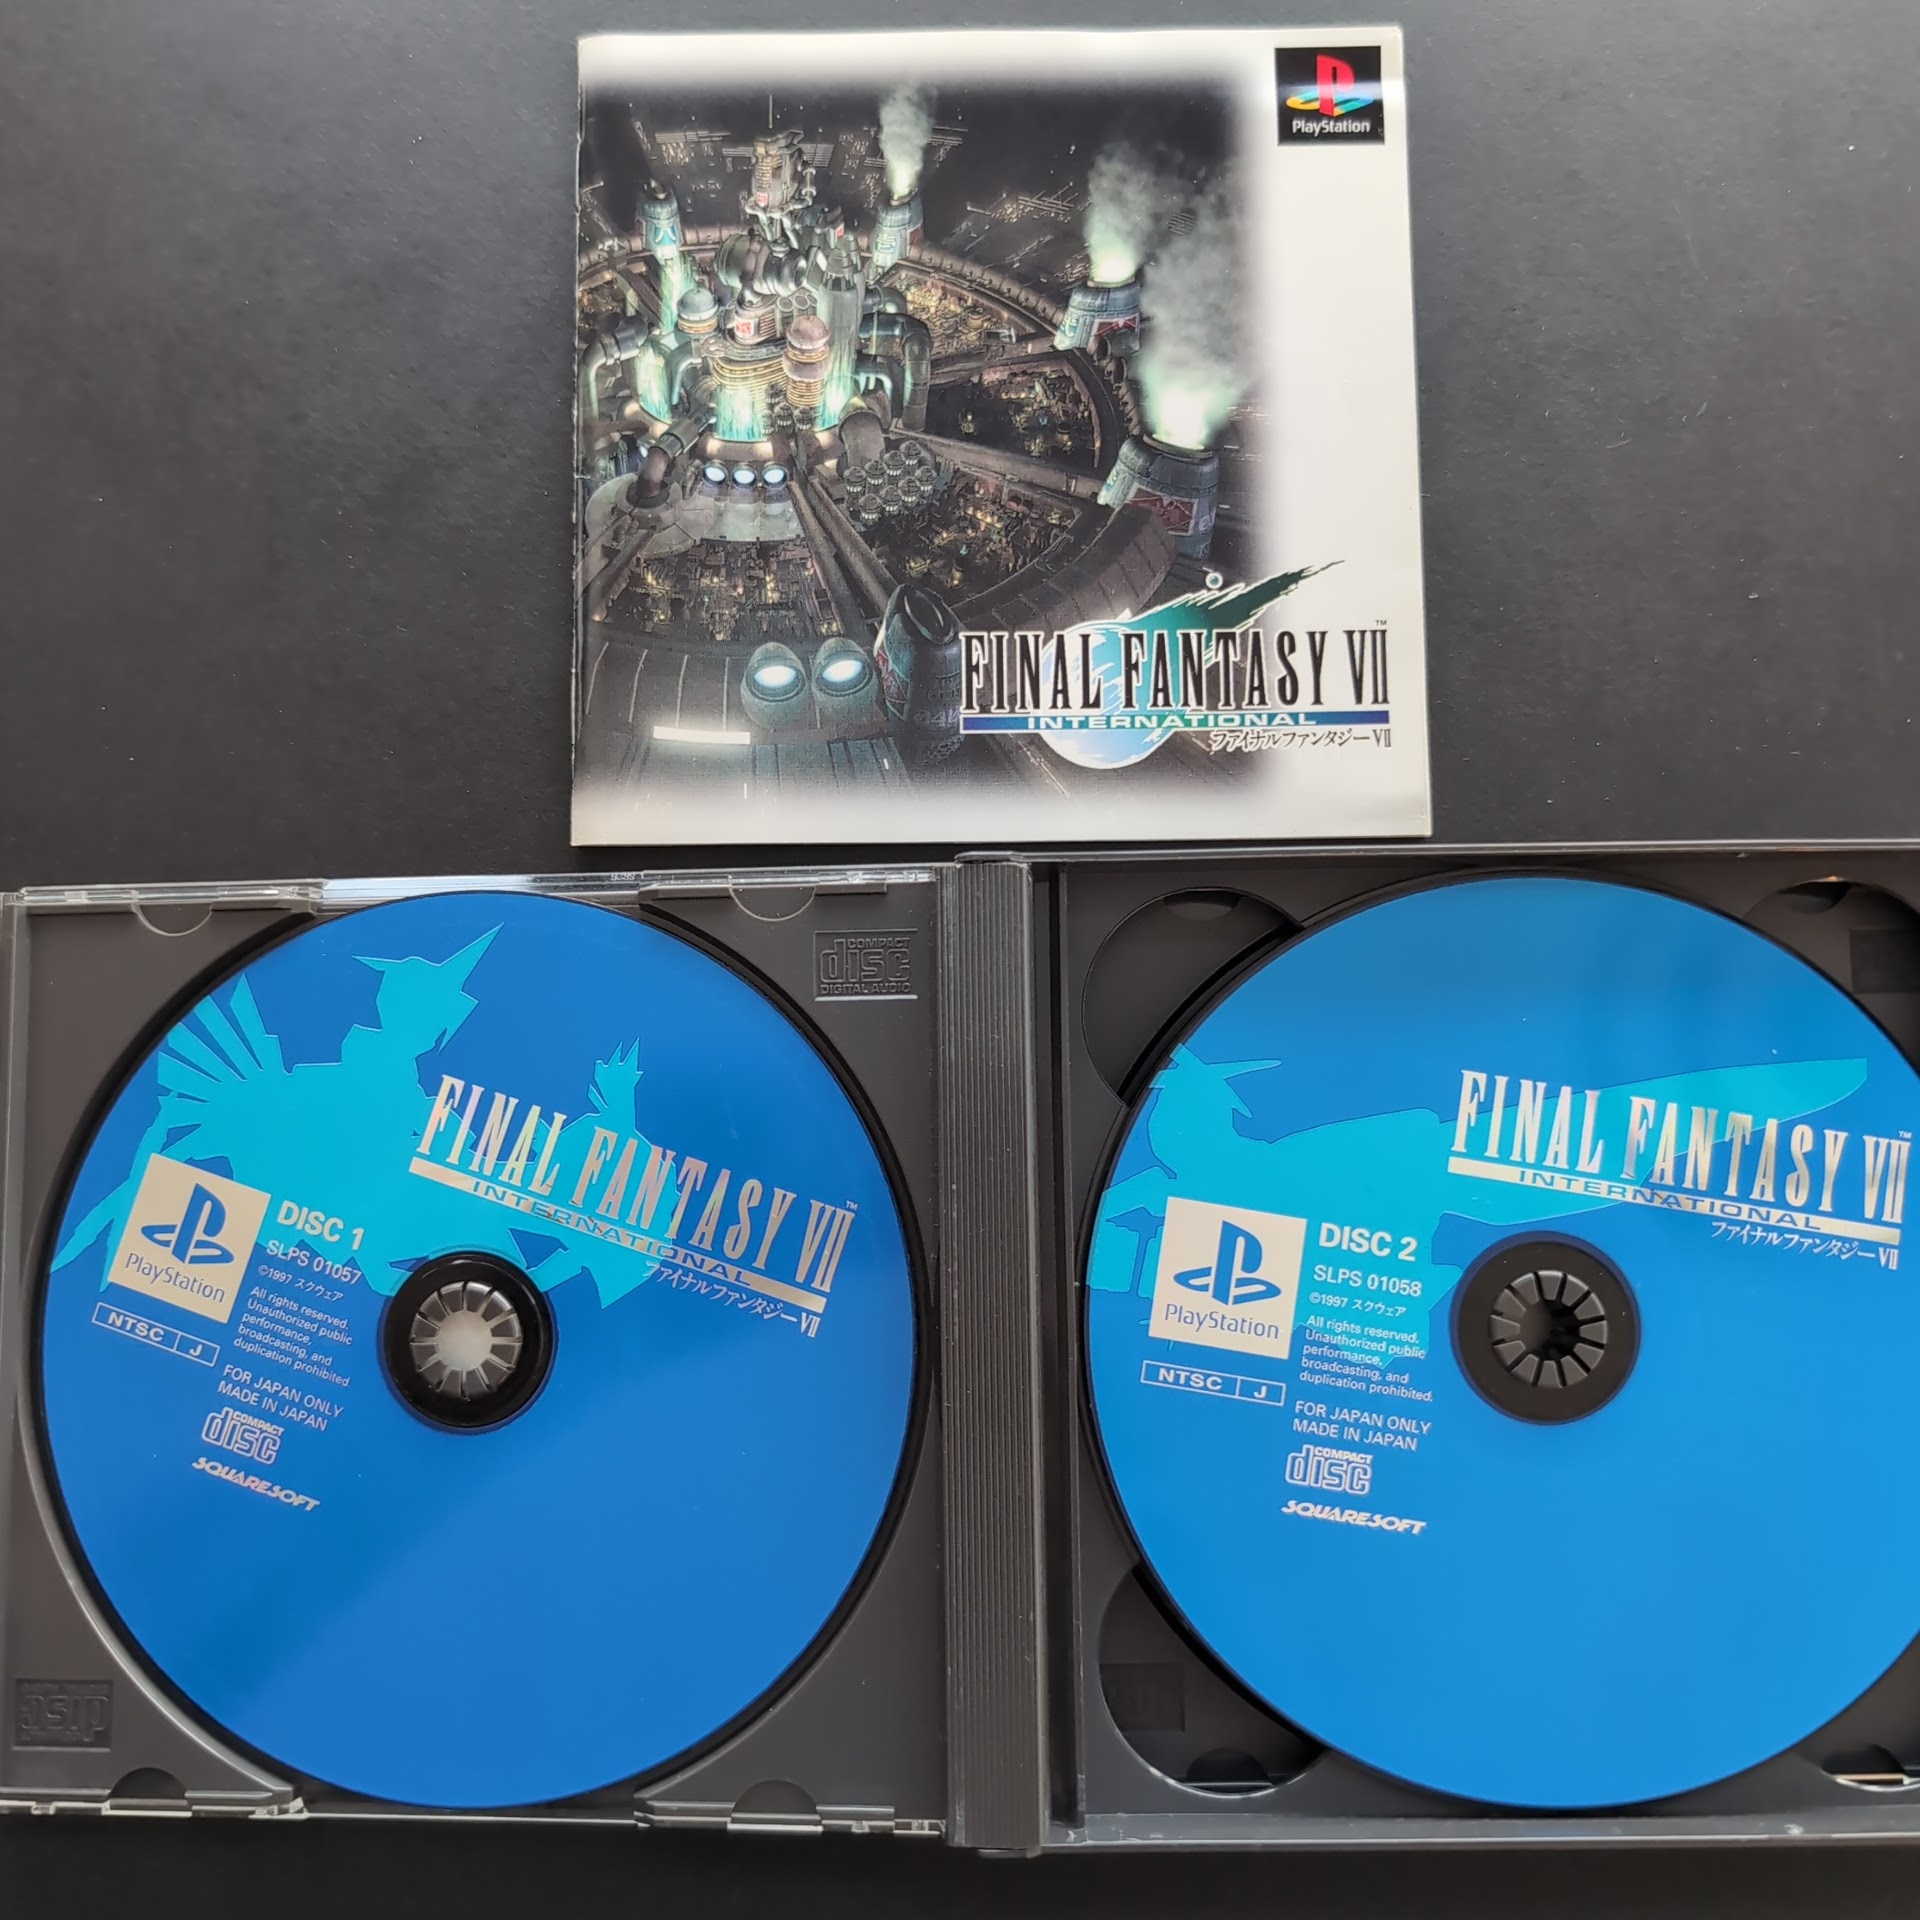 PlayStation
FINAL FANTASY VII™
INTERNATIONAL
ファイナルファンタジーVII
COMPACT
disc
DIGITAL AUDIO
FINAL FANTASY VII™
INTERNATIONAL
ファイナルファンタジーVII
PlayStation
DISC 1
SLPS 01057
©1997 スクウェア
All rights reserved.
Unauthorized public
performance,
broadcasting, and
duplication prohibited.
NTSC J
FOR JAPAN ONLY
MADE IN JAPAN
COMPACT
disc
SQUARESOFT
disc
FINAL FANTASY VII™
INTERNATIONAL
ファイナルファンタジーVII
PlayStation
DISC 2
SLPS 01058
©1997 スクウェア
All rights reserved.
Unauthorized public
performance,
broadcasting, and
duplication prohibited.
NTSC J
FOR JAPAN ONLY
MADE IN JAPAN
COMPACT
disc
SQUARESOFT